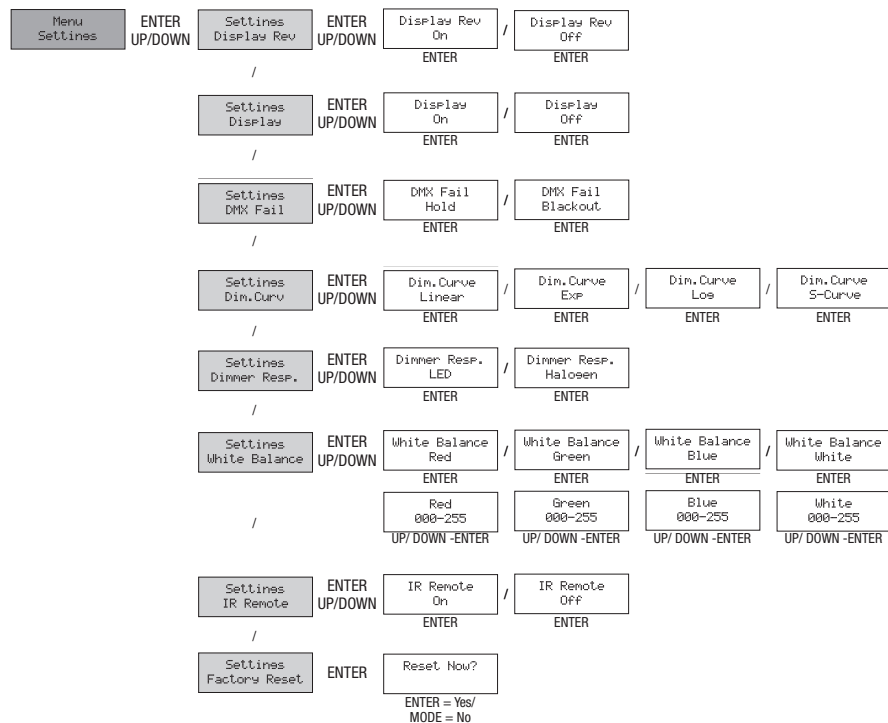 Menu
Settings
ENTER
UP/DOWN
Settings
Display Rev
ENTER
UP/DOWN
Display Rev
On
ENTER
/
Display Rev
Off
ENTER
/
Settings
Display
ENTER
UP/DOWN
Display
On
ENTER
/
Display
Off
ENTER
/
Settings
DMX Fail
ENTER
UP/DOWN
DMX Fail
Hold
ENTER
/
DMX Fail
Blackout
ENTER
/
Settings
Dim.Curv
ENTER
UP/DOWN
Dim.Curve
Linear
ENTER
/
Dim.Curve
Exp
ENTER
/
Dim.Curve
Log
ENTER
/
Dim.Curve
S-Curve
ENTER
/
Settings
Dimmer Resp.
ENTER
UP/DOWN
Dimmer Resp.
LED
ENTER
/
Dimmer Resp.
Halogen
ENTER
/
Settings
White Balance
ENTER
UP/DOWN
White Balance
Red
ENTER
/
White Balance
Green
ENTER
/
White Balance
Blue
ENTER
/
White Balance
White
ENTER
/
Red
000-255
UP/ DOWN -ENTER
Green
000-255
UP/ DOWN -ENTER
Blue
000-255
UP/ DOWN -ENTER
White
000-255
UP/ DOWN -ENTER
Settings
IR Remote
ENTER
UP/DOWN
IR Remote
On
ENTER
/
IR Remote
Off
ENTER
/
Settings
Factory Reset
ENTER
Reset Now?
ENTER = Yes/
MODE = No